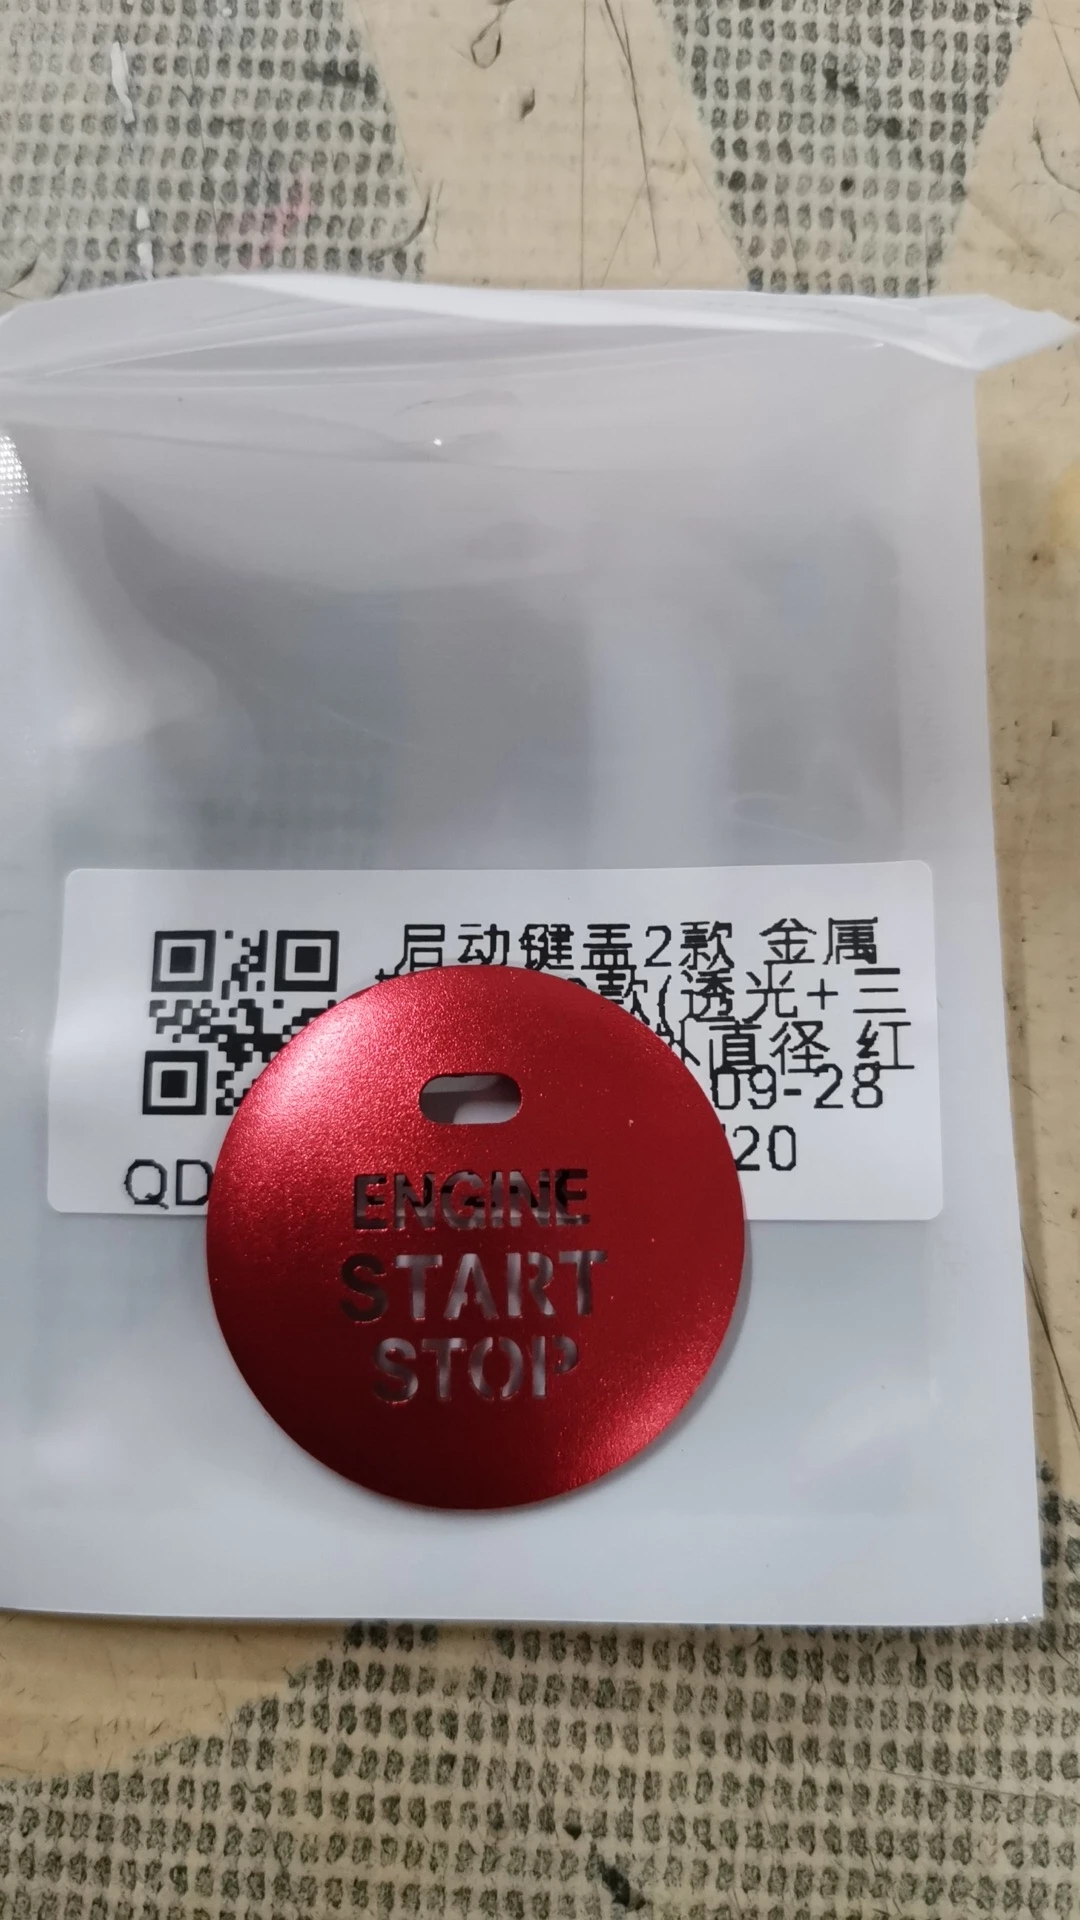 启动键盖2款 金属
款(透光+三
外直径 红
09-28
20
QD
ENGINE
START
STOP